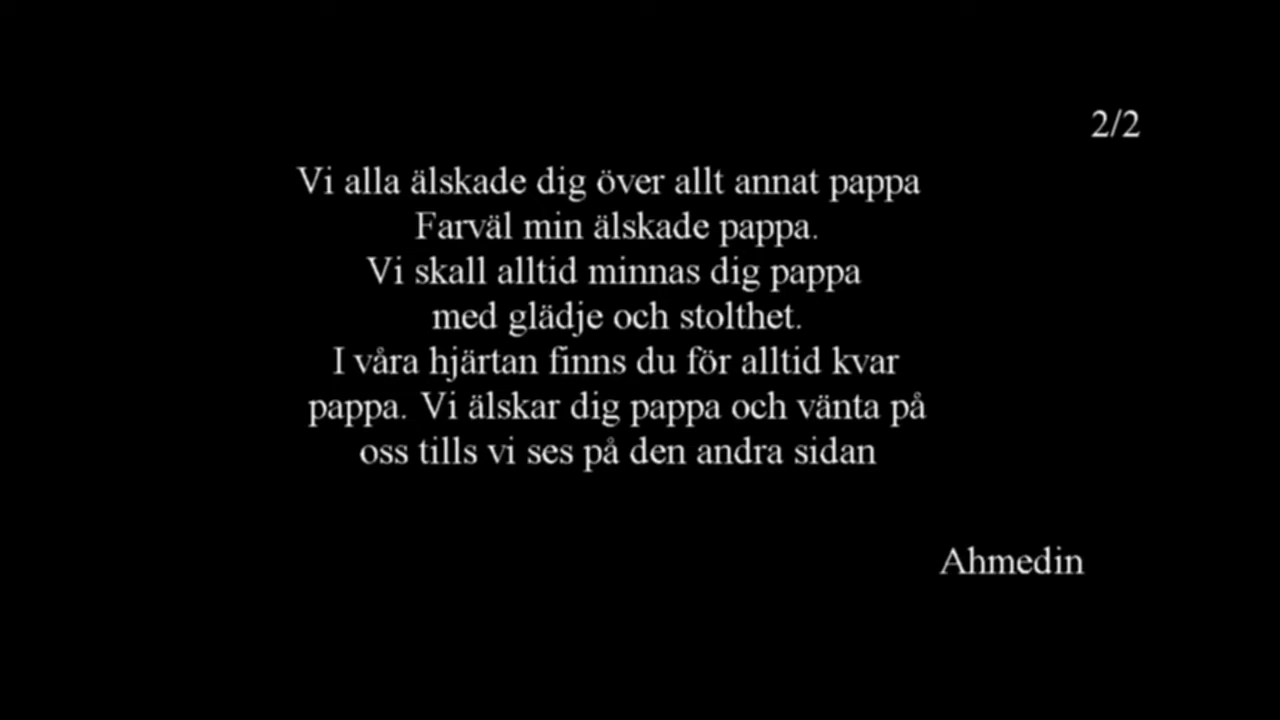 2/2
Vi alla älskade dig över allt annat pappa
Farväl min älskade pappa.
Vi skall alltid minnas dig pappa
med glädje och stolthet.
I våra hjärtan finns du för alltid kvar
pappa. Vi älskar dig pappa och vänta på
oss tills vi ses på den andra sidan
Ahmedin